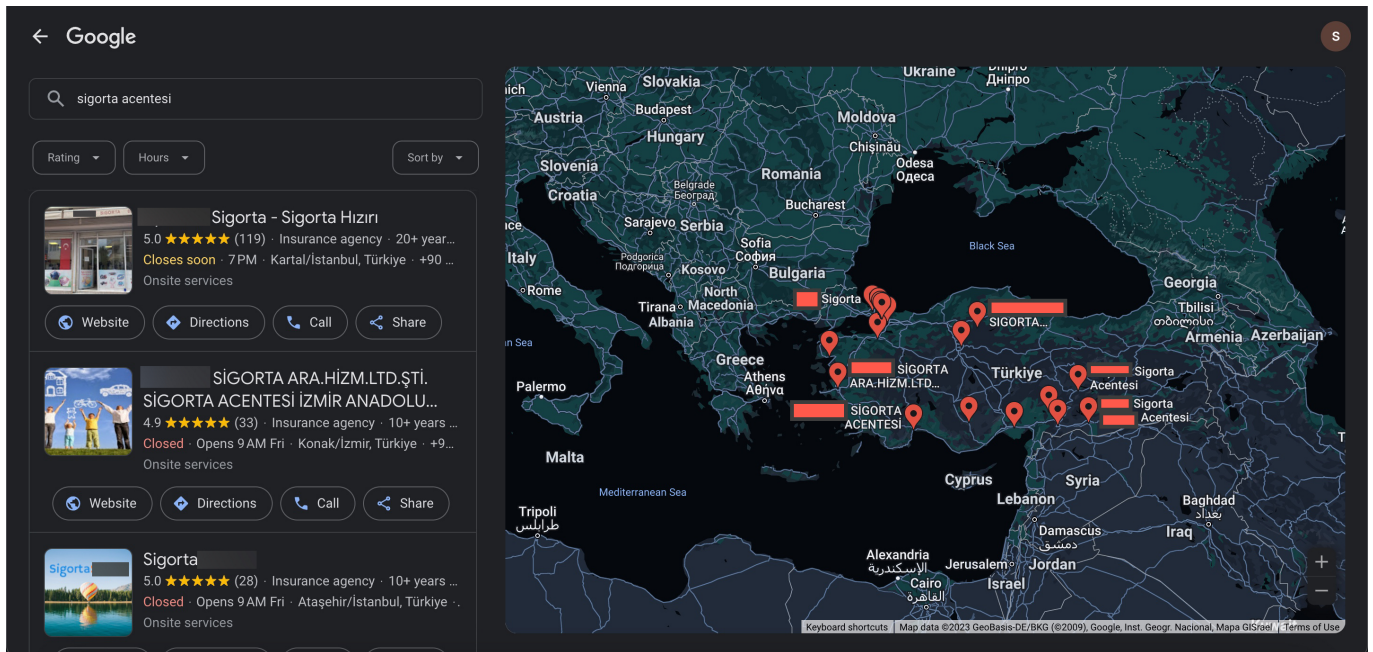 Google
S
sigorta acentesi
Rating
Hours
Sort by
Sigorta - Sigorta Hızırı
5.0 (119) · Insurance agency · 20+ year...
Closes soon · 7 PM · Kartal/İstanbul, Türkiye · +90 ...
Onsite services
Website
Directions
Call
Share
SİGORTA ARA.HİZM.LTD.ŞTİ.
SİGORTA ACENTESİ İZMİR ANADOLU...
4.9 (33) · Insurance agency · 10+ years ...
Closed · Opens 9 AM Fri · Konak/İzmir, Türkiye · +9...
Onsite services
Website
Directions
Call
Share
Sigorta
Sigorta
5.0 (28) · Insurance agency · 10+ years ...
Closed · Opens 9 AM Fri · Ataşehir/İstanbul, Türkiye ·.
Onsite services
Ukraine
Dnipro
Дніпро
ich
Vienna
Slovakia
Austria
Budapest
Hungary
Moldova
Chișinău
Odesa
Одеса
Slovenia
Croatia
Romania
Belgrade
Београд
Bucharest
nce
Sarajevo
Serbia
Black Sea
Italy
Podgorica
Подгорица
Kosovo
Sofia
София
Bulgaria
Rome
North
Macedonia
Tirana
Albania
Georgia
Tbilisi
თბილისი
Armenia
Azerbaijan
Sigorta
SIGORTA...
n Sea
Greece
Athens
Αθήνα
Palermo
SİGORTA
ARA.HİZM.LTD...
Türkiye
Sigorta
Acentesi
SİGORTA
ACENTESİ
Sigorta
Acentesi
Malta
Mediterranean Sea
Cyprus
Syria
Lebanon
Baghdad
بغداد
Tripoli
طرابلس
Damascus
دمشق
Iraq
Alexandria
الإسكندرية
Jerusalem
Jordan
Israel
Cairo
القاهرة
Keyboard shortcuts
Map data ©2023 GeoBasis-DE/BKG (©2009), Google, Inst. Geogr. Nacional, Mapa GISrael
Terms of Use